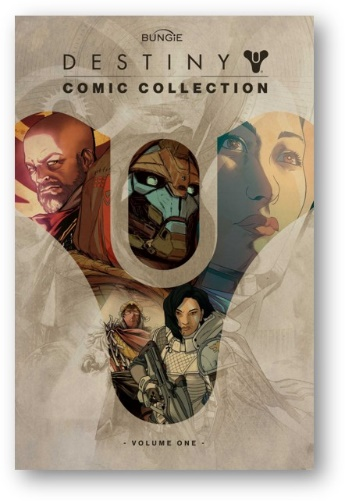 BUNGIE
DESTINY
COMIC COLLECTION
- VOLUME ONE -